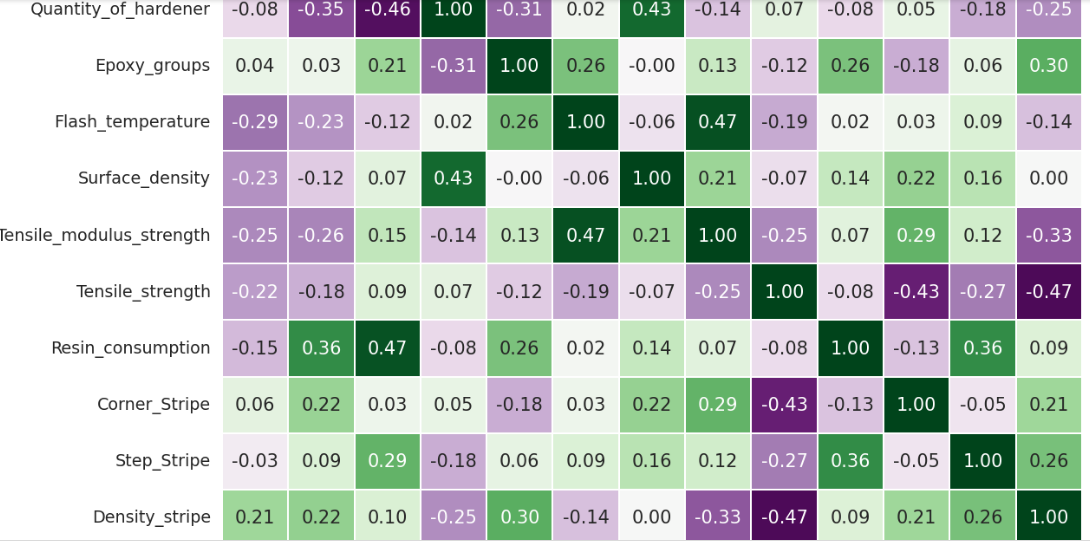 Quantity_of_hardener -0.08 -0.35 -0.46 1.00 -0.31 0.02 0.43 -0.14 0.07 -0.08 0.05 -0.18 -0.25
Epoxy_groups 0.04 0.03 0.21 -0.31 1.00 0.26 -0.00 0.13 -0.12 0.26 -0.18 0.06 0.30
Flash_temperature -0.29 -0.23 -0.12 0.02 0.26 1.00 -0.06 0.47 -0.19 0.02 0.03 0.09 -0.14
Surface_density -0.23 -0.12 0.07 0.43 -0.00 -0.06 1.00 0.21 -0.07 0.14 0.22 0.16 0.00
Tensile_modulus_strength -0.25 -0.26 0.15 -0.14 0.13 0.47 0.21 1.00 -0.25 0.07 0.29 0.12 -0.33
Tensile_strength -0.22 -0.18 0.09 0.07 -0.12 -0.19 -0.07 -0.25 1.00 -0.08 -0.43 -0.27 -0.47
Resin_consumption -0.15 0.36 0.47 -0.08 0.26 0.02 0.14 0.07 -0.08 1.00 -0.13 0.36 0.09
Corner_Stripe 0.06 0.22 0.03 0.05 -0.18 0.03 0.22 0.29 -0.43 -0.13 1.00 -0.05 0.21
Step_Stripe -0.03 0.09 0.29 -0.18 0.06 0.09 0.16 0.12 -0.27 0.36 -0.05 1.00 0.26
Density_stripe 0.21 0.22 0.10 -0.25 0.30 -0.14 0.00 -0.33 -0.47 0.09 0.21 0.26 1.00